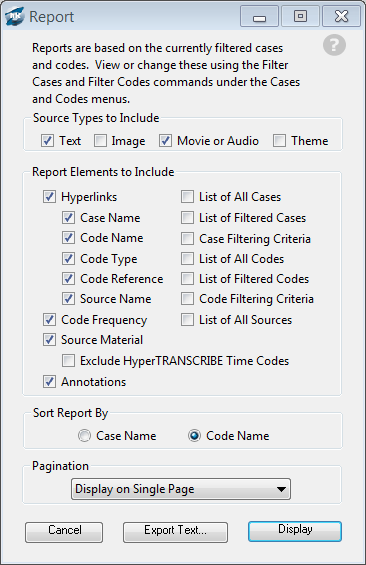 Report
Reports are based on the currently filtered cases
and codes.  View or change these using the Filter
Cases and Filter Codes commands under the Cases
and Codes menus.
Source Types to Include
Text Image Movie or Audio Theme
Report Elements to Include
Hyperlinks List of All Cases
Case Name List of Filtered Cases
Code Name Case Filtering Criteria
Code Type List of All Codes
Code Reference List of Filtered Codes
Source Name Code Filtering Criteria
Code Frequency List of All Sources
Source Material
Exclude HyperTRANSCRIBE Time Codes
Annotations
Sort Report By
Case Name Code Name
Pagination
Display on Single Page
Cancel Export Text... Display